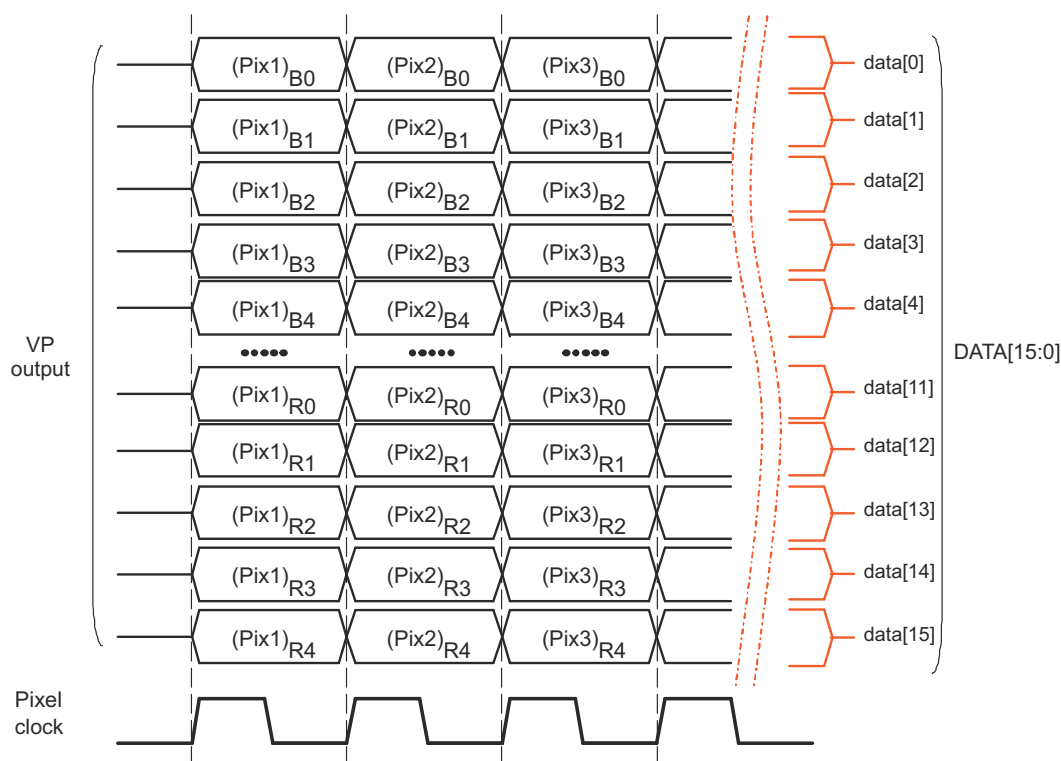 (Pix1)B0 (Pix2)B0 (Pix3)B0 data[0]
(Pix1)B1 (Pix2)B1 (Pix3)B1 data[1]
(Pix1)B2 (Pix2)B2 (Pix3)B2 data[2]
(Pix1)B3 (Pix2)B3 (Pix3)B3 data[3]
(Pix1)B4 (Pix2)B4 (Pix3)B4 data[4]
VP
output
••••• ••••• •••••
DATA[15:0]
(Pix1)R0 (Pix2)R0 (Pix3)R0 data[11]
(Pix1)R1 (Pix2)R1 (Pix3)R1 data[12]
(Pix1)R2 (Pix2)R2 (Pix3)R2 data[13]
(Pix1)R3 (Pix2)R3 (Pix3)R3 data[14]
(Pix1)R4 (Pix2)R4 (Pix3)R4 data[15]
Pixel
clock